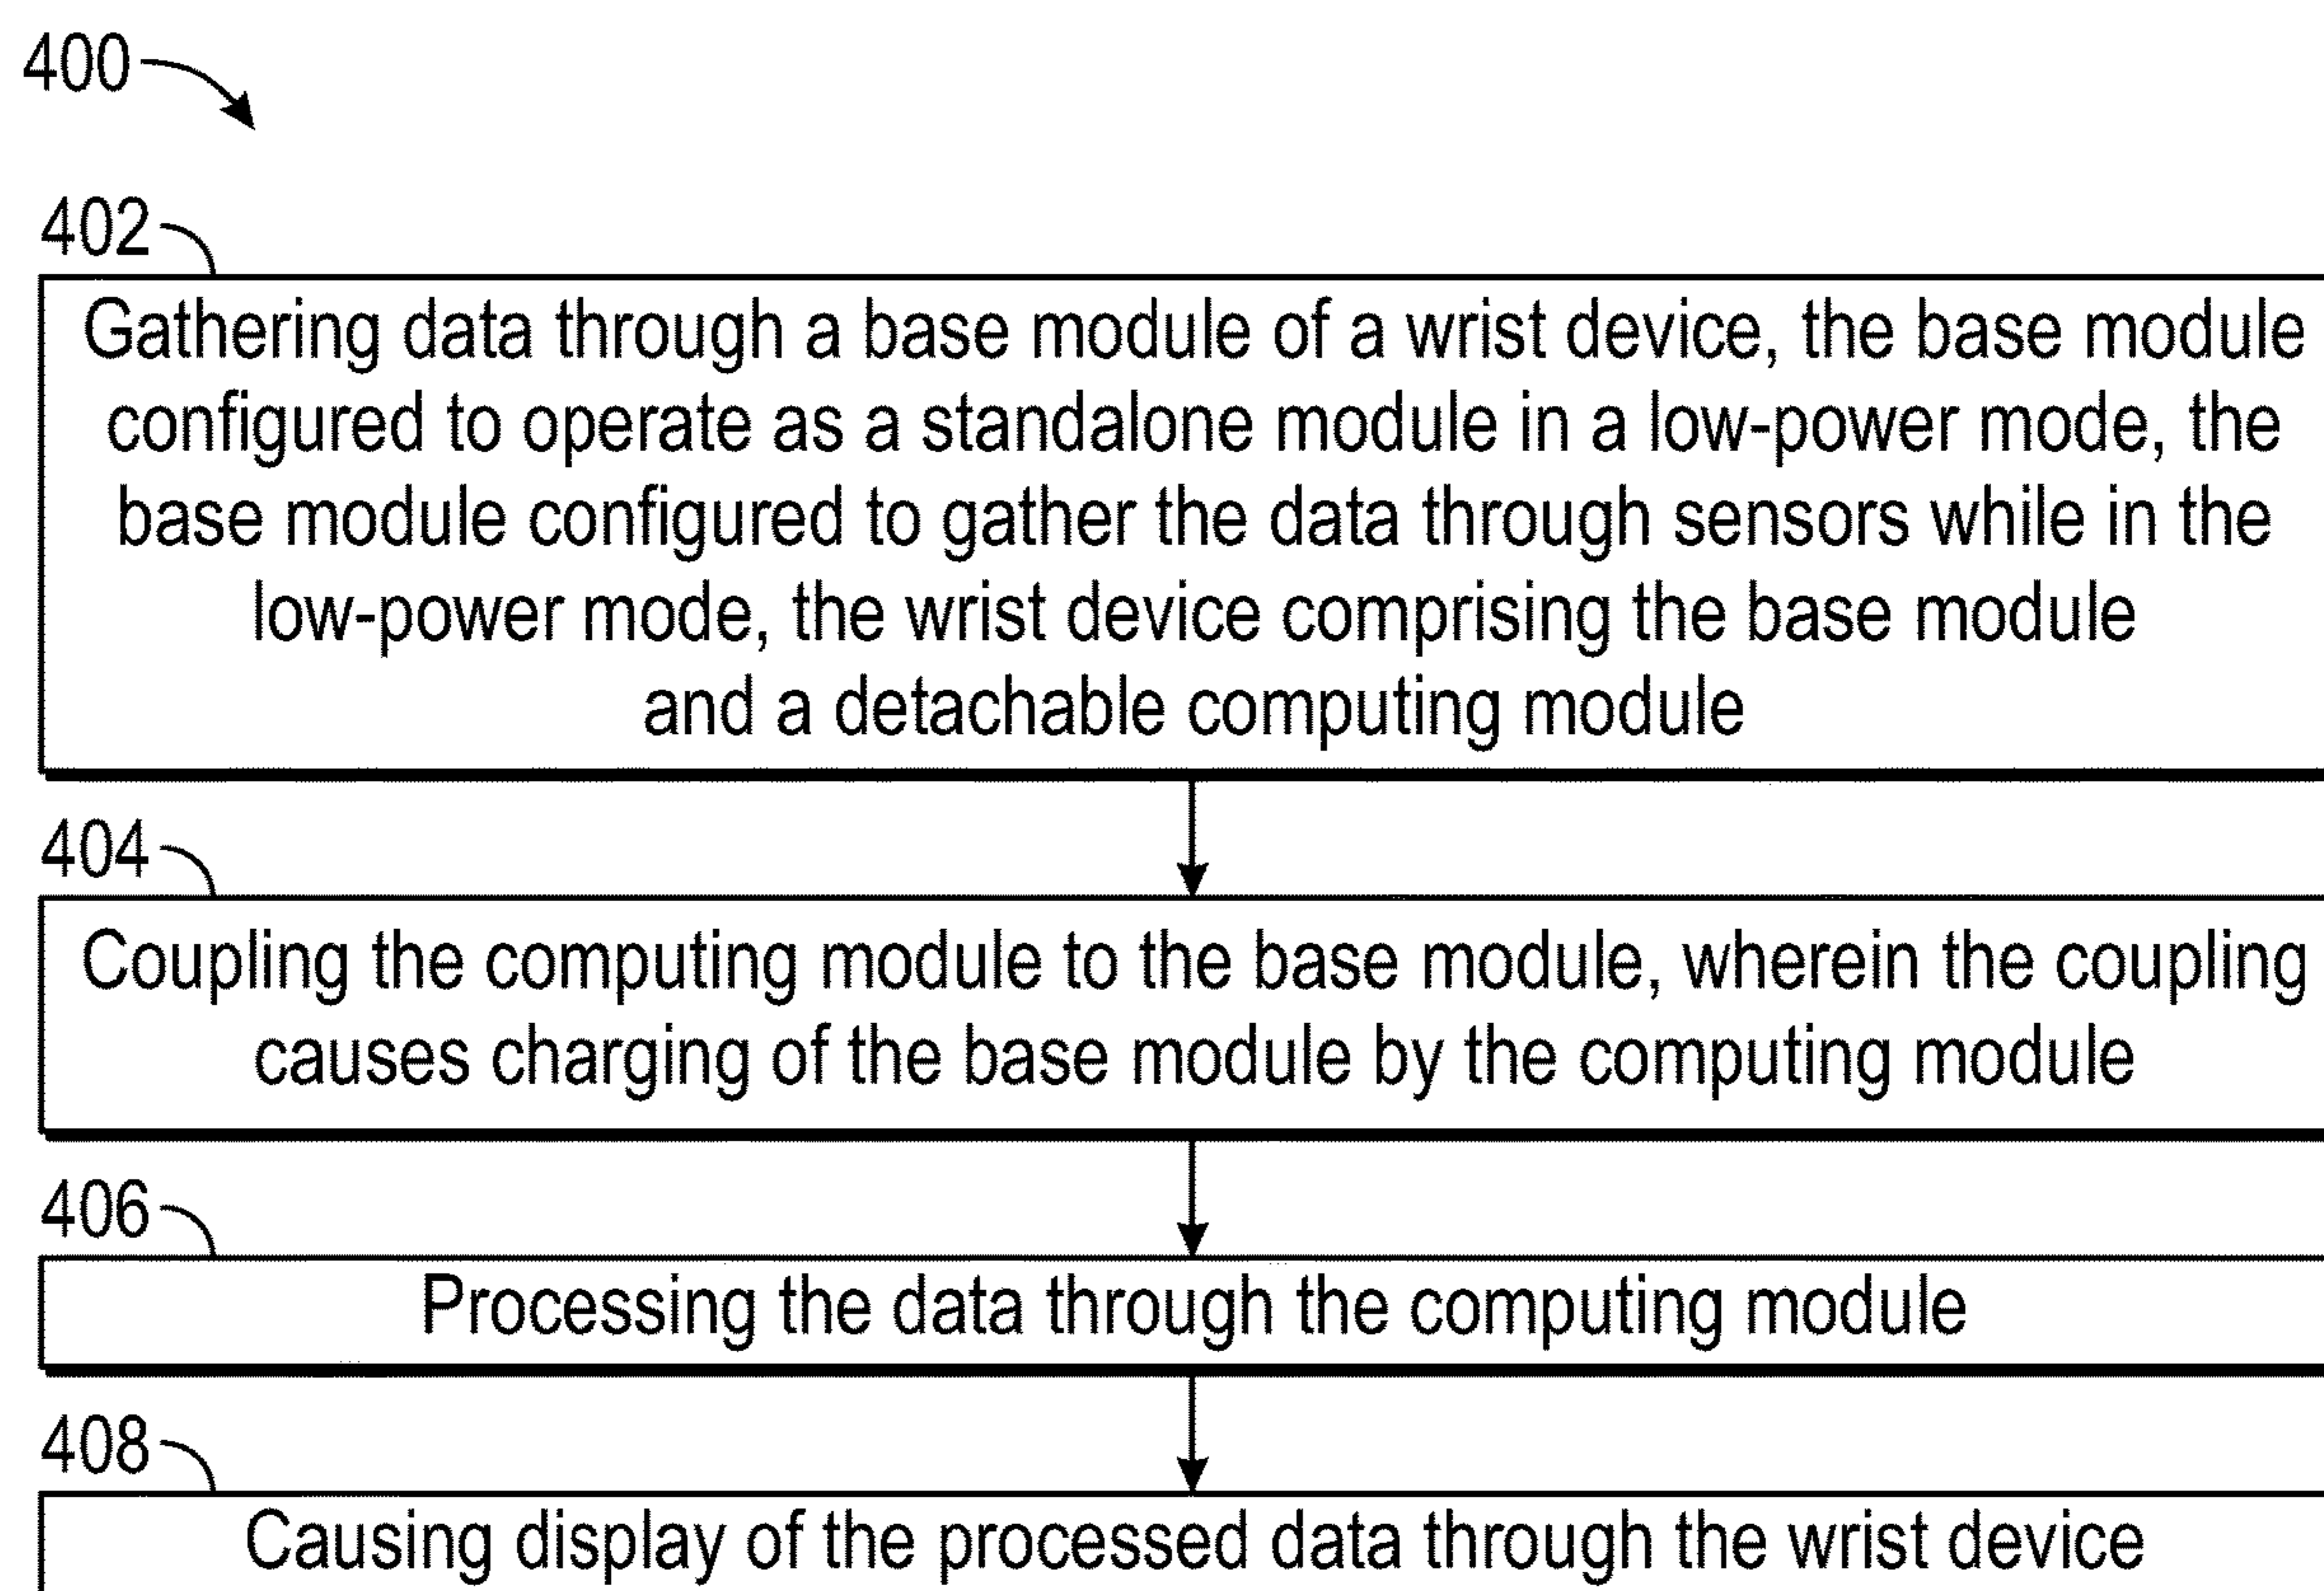 400
402
Gathering data through a base module of a wrist device, the base module
configured to operate as a standalone module in a low-power mode, the
base module configured to gather the data through sensors while in the
low-power mode, the wrist device comprising the base module
and a detachable computing module
404
Coupling the computing module to the base module, wherein the coupling
causes charging of the base module by the computing module
406
Processing the data through the computing module
408
Causing display of the processed data through the wrist device